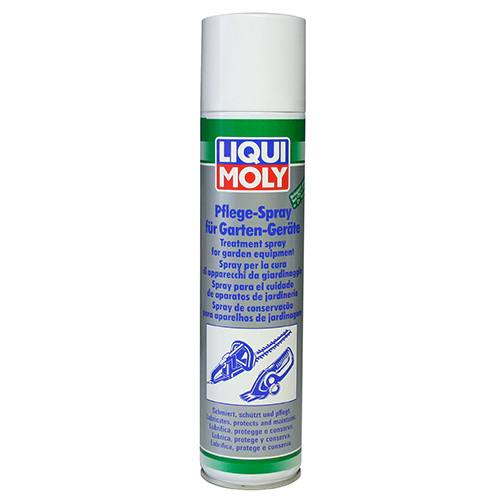 LIQUI
MOLY
Pflege-Spray
für Garten-Geräte
Treatment spray
for garden equipment
Spray per la cura
di apparecchi da giardinaggio
Spray para el cuidado
de aparatos de jardinería
Spray de conservação
para aparelhos de jardinagem
Schmiert, schützt und pflegt.
Lubricates, protects and maintains.
Lubrifica, protegge e conserva.
Lubrica, protege y conserva.
Lubrifica, protege e conserva.